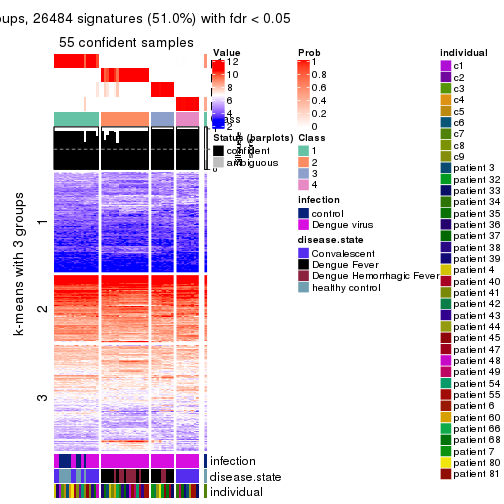 oups, 26484 signatures (51.0%) with fdr < 0.05
55 confident samples
k-means with 3 groups
1
2
3
infection
disease.state
individual
Value
12
10
8
6
4
2
Status (barplots)
confident
ambiguous
Prob
1
0.8
0.6
0.4
0.2
0
Class
1
2
3
4
infection
control
Dengue virus
disease.state
Convalescent
Dengue Fever
Dengue Hemorrhagic Fever
healthy control
individual
c1
c2
c3
c4
c5
c6
c7
c8
c9
patient 3
patient 32
patient 33
patient 34
patient 35
patient 36
patient 37
patient 38
patient 39
patient 4
patient 40
patient 41
patient 42
patient 43
patient 44
patient 45
patient 47
patient 48
patient 49
patient 54
patient 55
patient 6
patient 60
patient 66
patient 68
patient 7
patient 80
patient 81